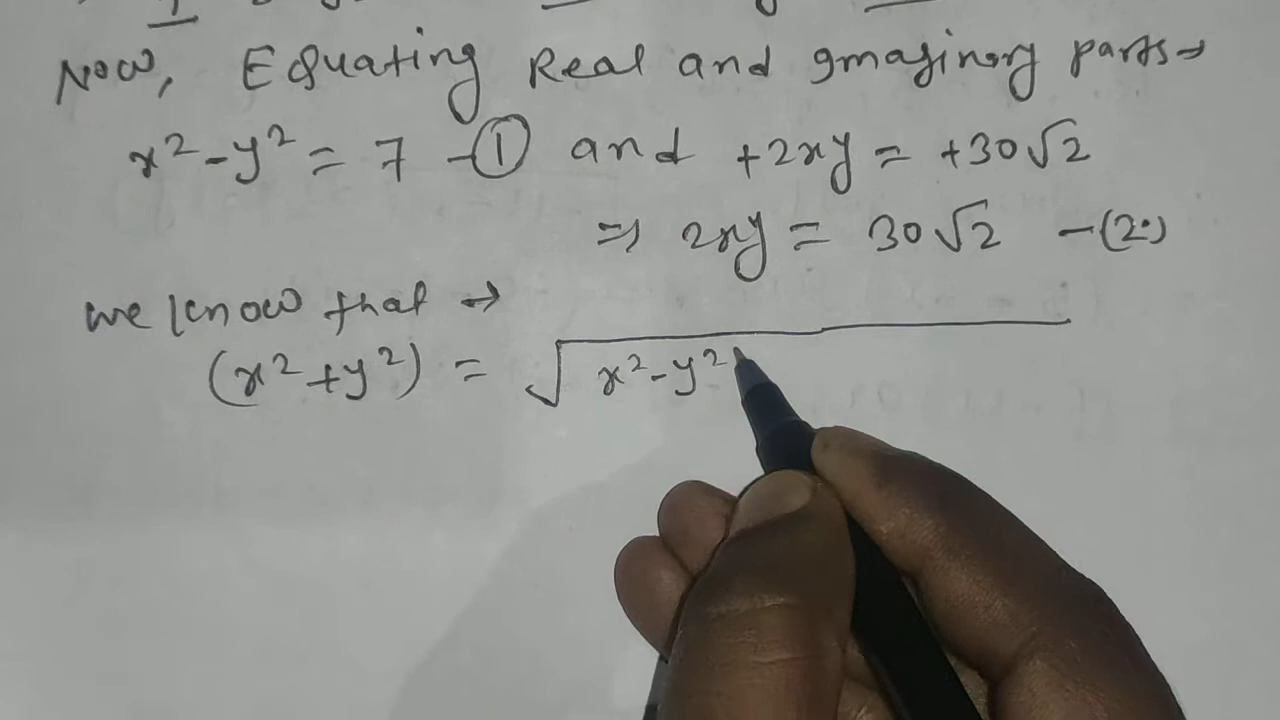 Now, Equating Real and Imaginary parts→
x² - y² = 7 -① and +2xy = +30√2
⇒ 2xy = 30√2 -(2.)
we know that →
(x² + y²) = √x² - y²